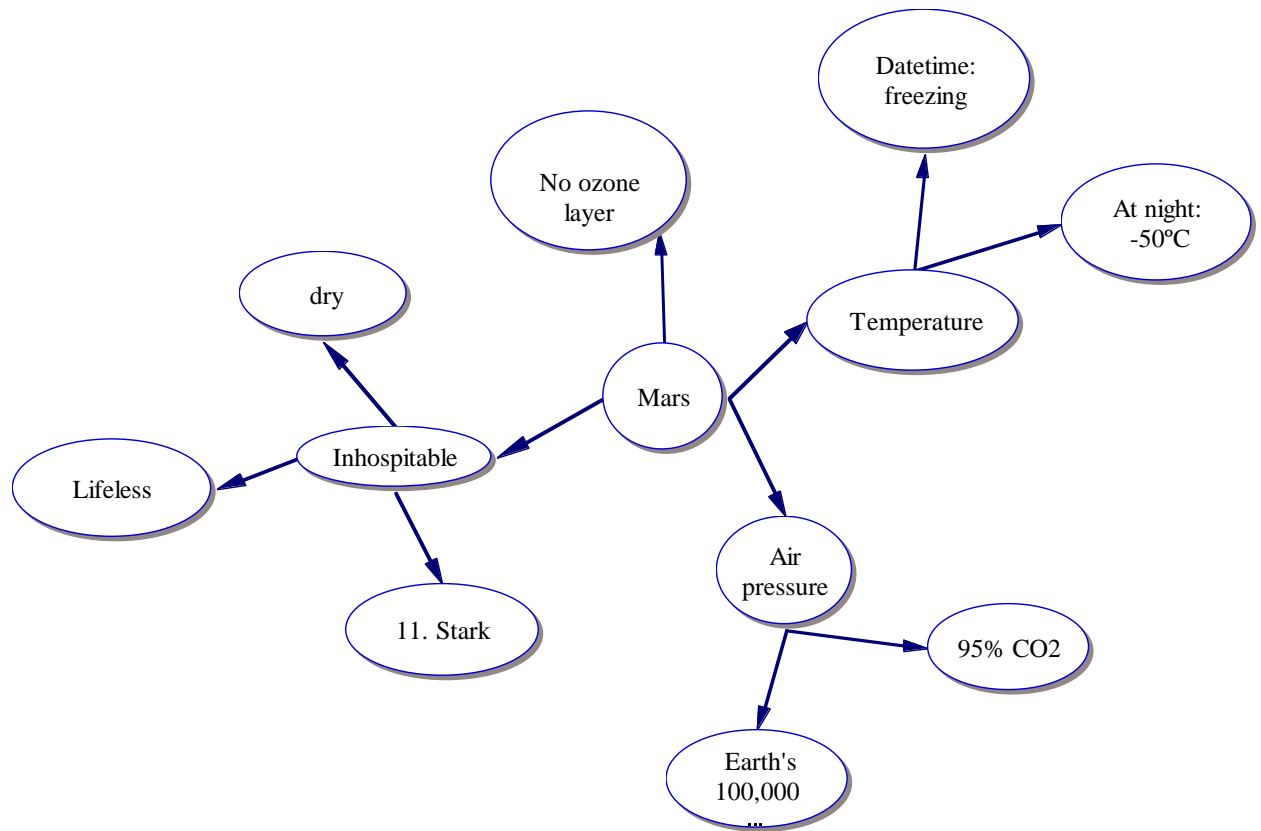 Datetime:
freezing
No ozone
layer
At night:
-50ºC
dry
Temperature
Mars
Inhospitable
Lifeless
Air
pressure
11. Stark
95% CO2
Earth's
100,000
...